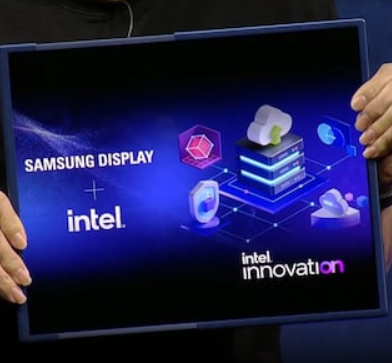 SAMSUNG DISPLAY
+
intel.
intel.
innovation